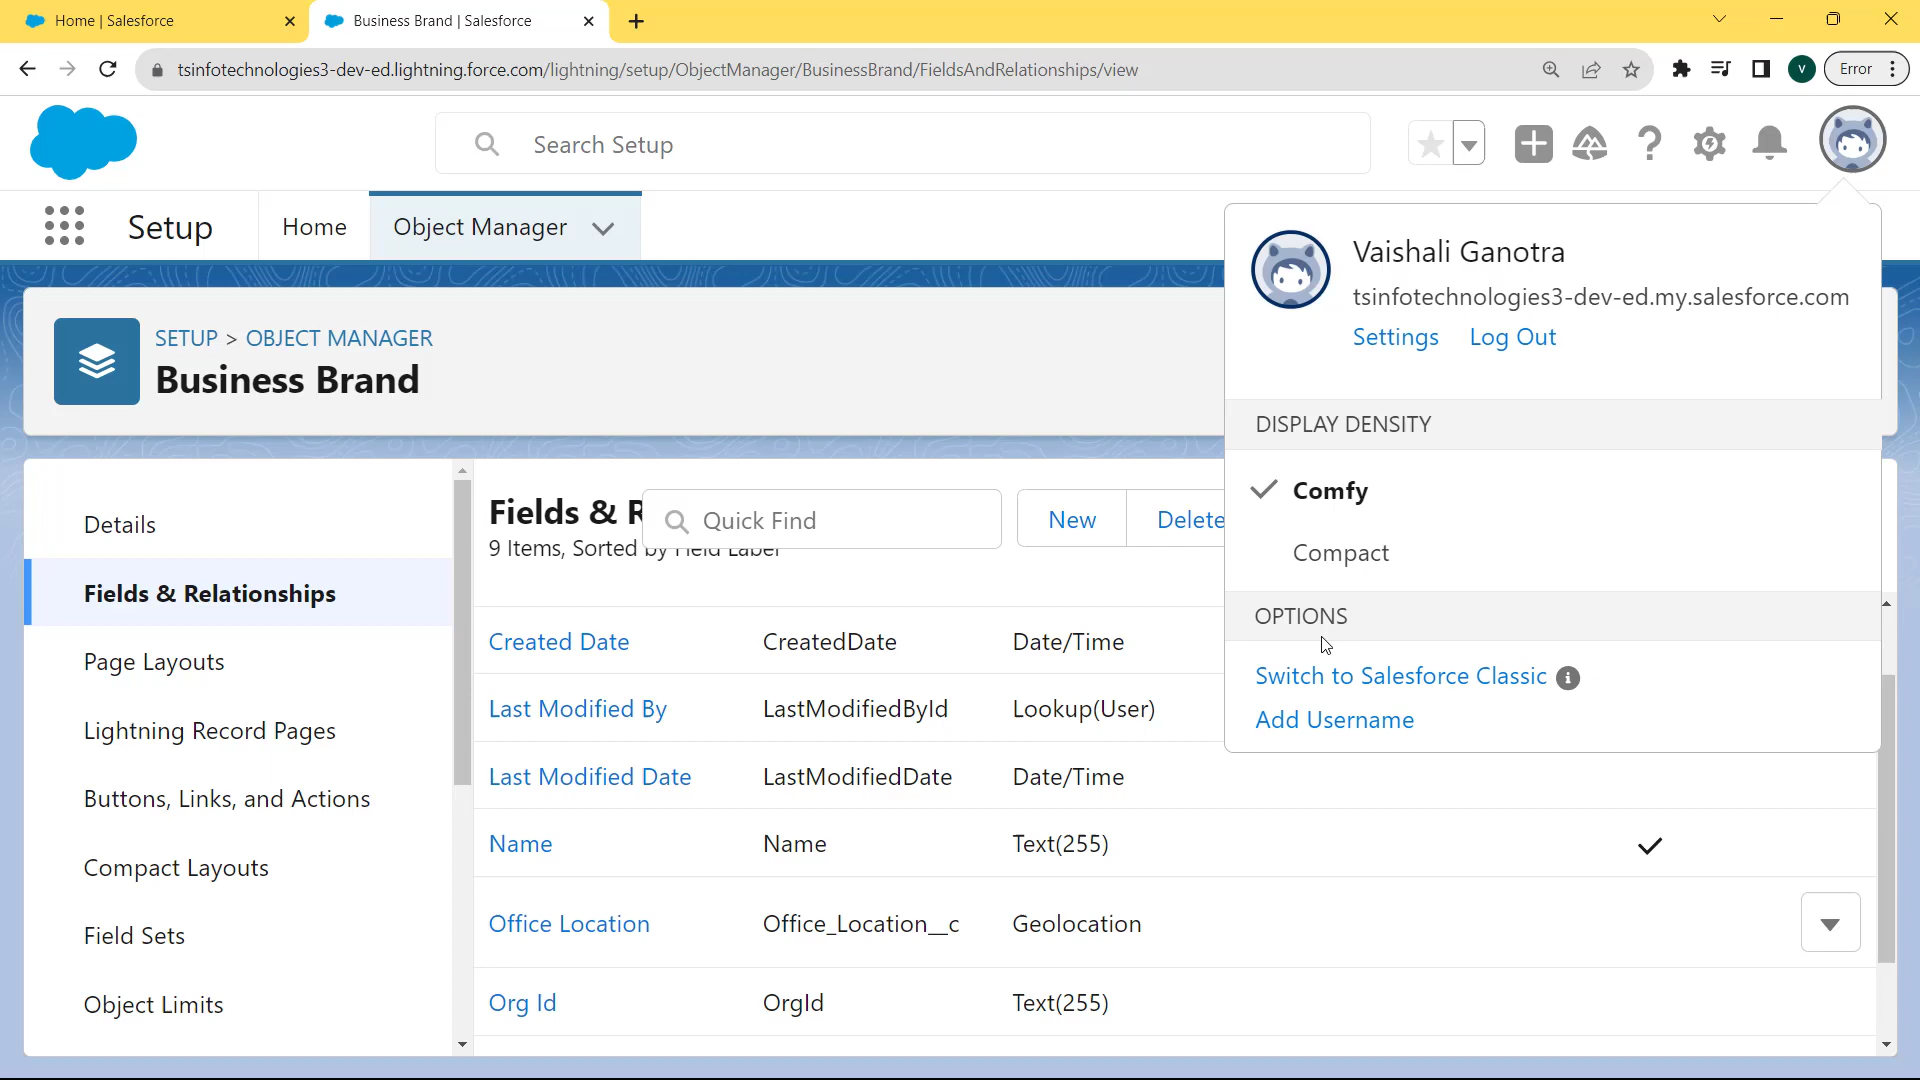 Home | Salesforce
Business Brand | Salesforce
tsinfotechnologies3-dev-ed.lightning.force.com/lightning/setup/ObjectManager/BusinessBrand/FieldsAndRelationships/view
V
Error
Search Setup
Setup
Home
Object Manager
Vaishali Ganotra
tsinfotechnologies3-dev-ed.my.salesforce.com
Settings Log Out
SETUP > OBJECT MANAGER
Business Brand
DISPLAY DENSITY
Comfy
Compact
OPTIONS
Switch to Salesforce Classic
Add Username
Details
Fields & Relationships
Page Layouts
Lightning Record Pages
Buttons, Links, and Actions
Compact Layouts
Field Sets
Object Limits
Fields & R
Quick Find
New
Delete
9 Items, Sorted by Field Label
Created Date CreatedDate Date/Time
Last Modified By LastModifiedById Lookup(User)
Last Modified Date LastModifiedDate Date/Time
Name Name Text(255)
Office Location Office_Location__c Geolocation
Org Id OrgId Text(255)